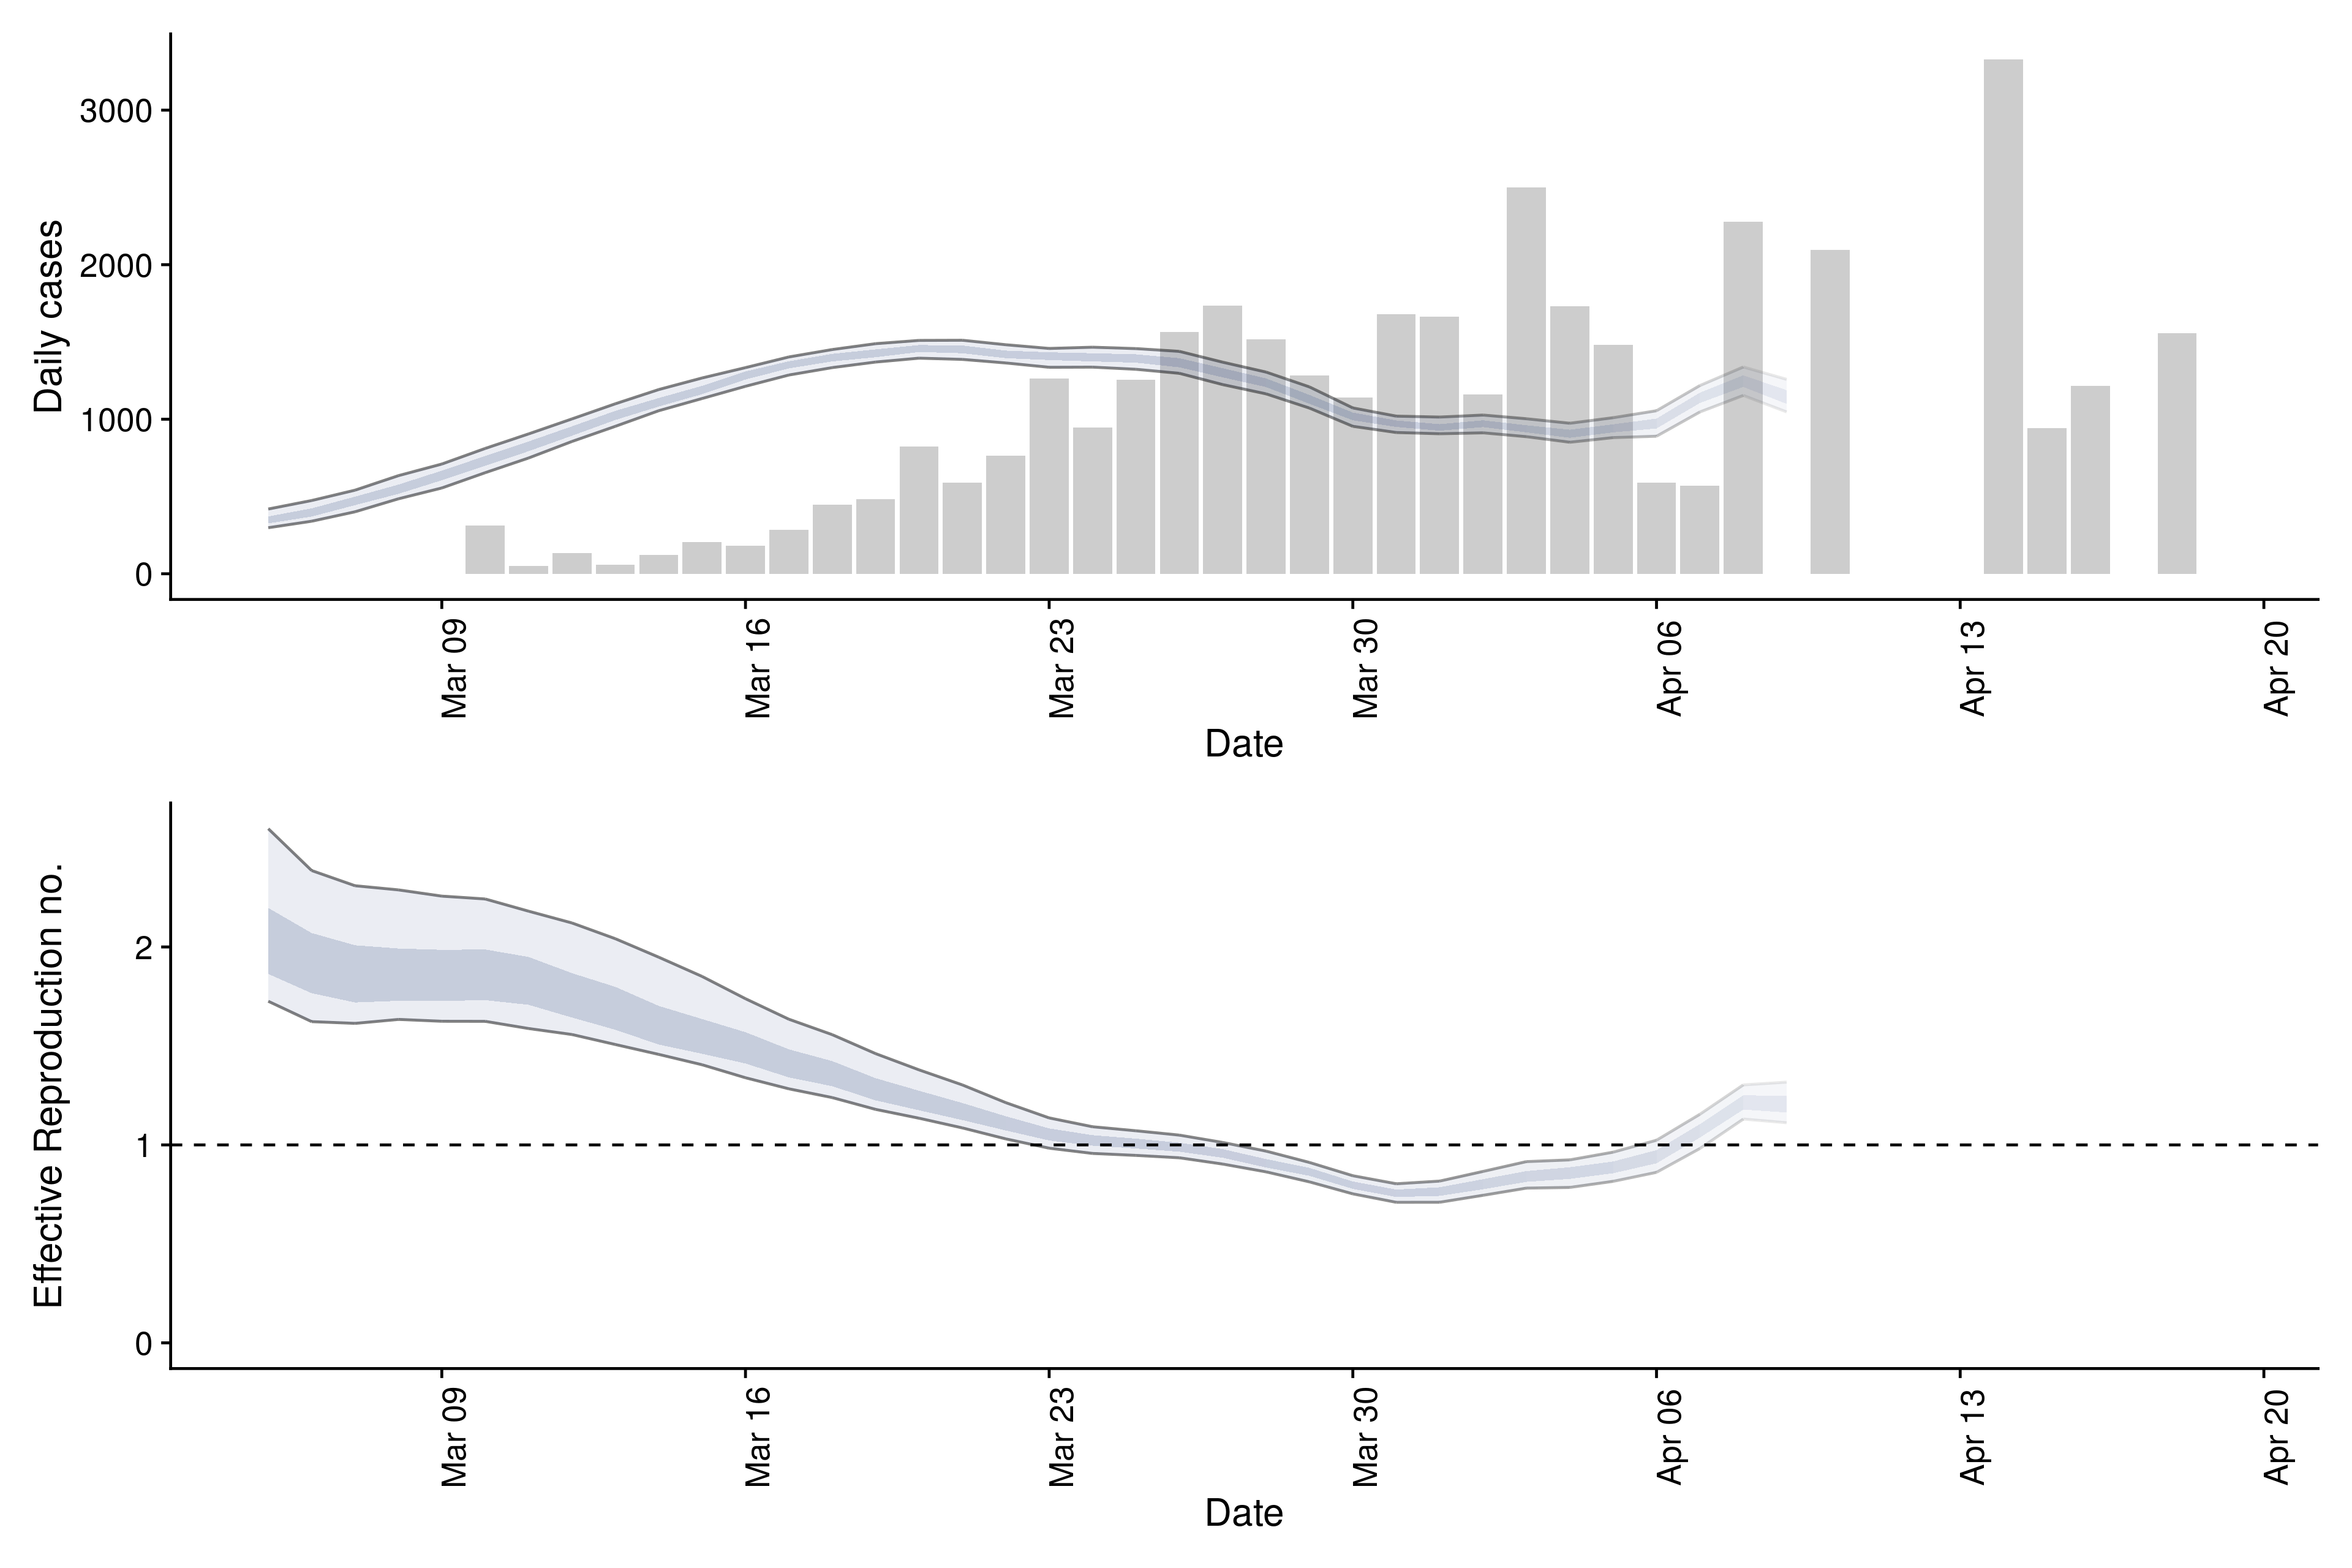 Daily cases
3000
2000
1000
0
Mar 09
Mar 16
Mar 23
Mar 30
Apr 06
Apr 13
Apr 20
Date
Effective Reproduction no.
2
1
0
Mar 09
Mar 16
Mar 23
Mar 30
Apr 06
Apr 13
Apr 20
Date